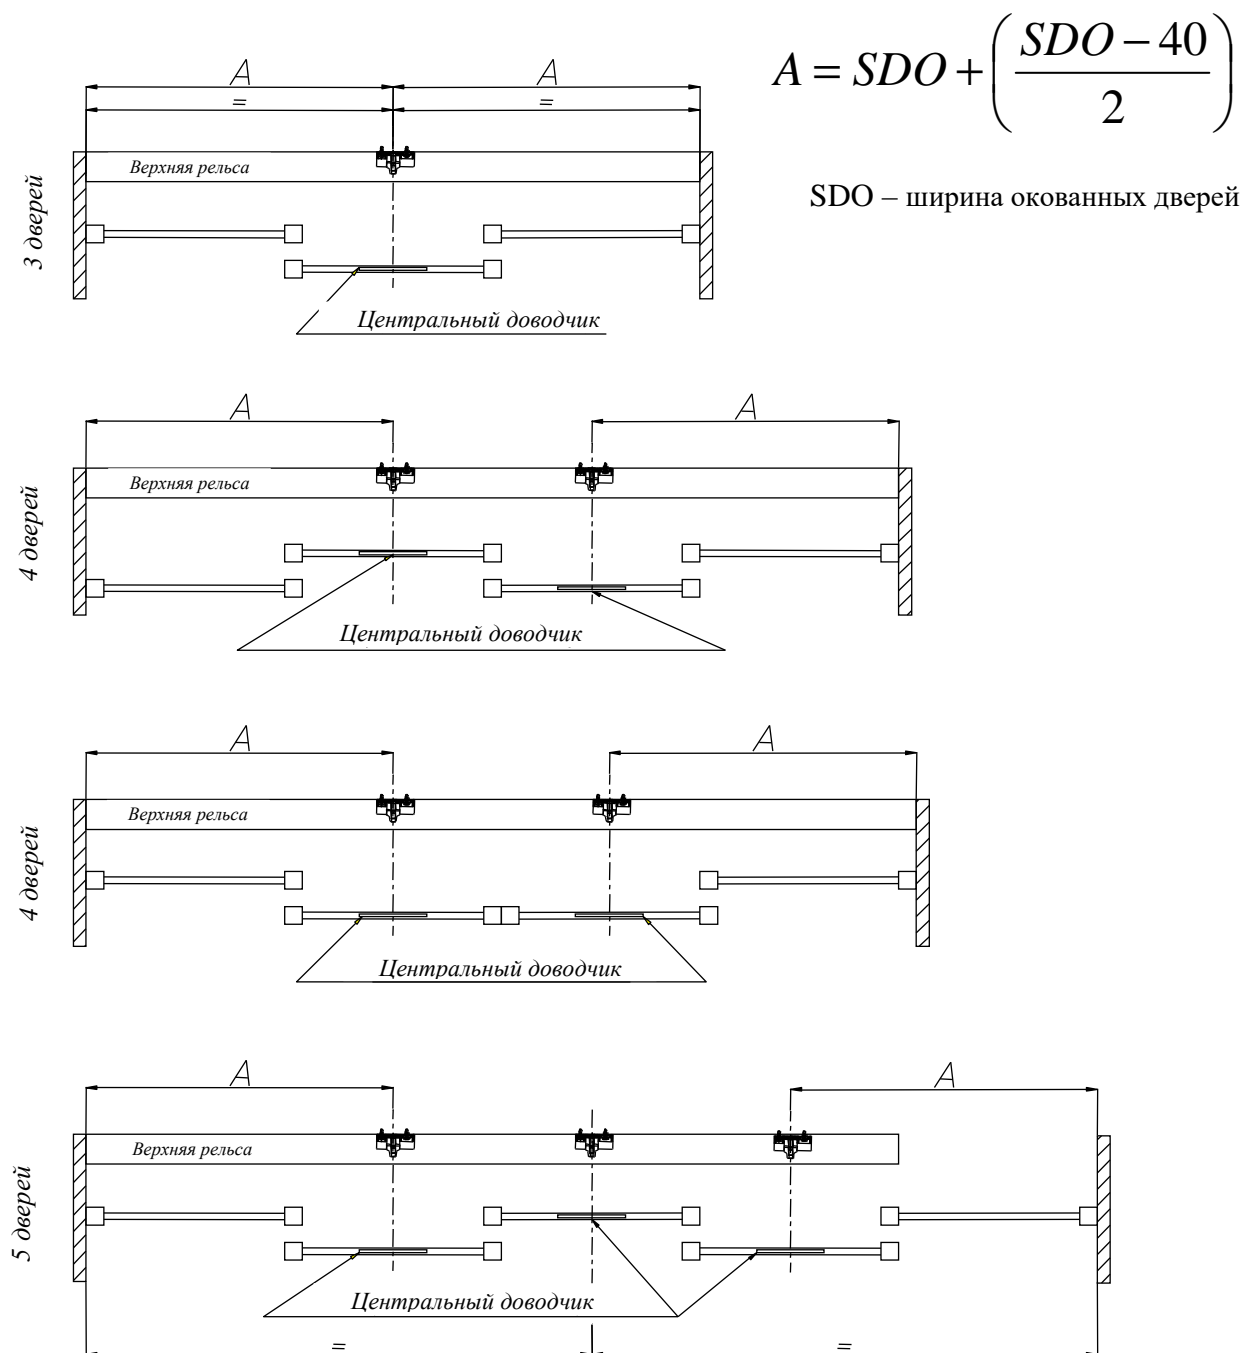 A = SDO + ( (SDO – 40) / 2 )
A A
= =
3 дверей
Верхняя рельса
SDO – ширина окованных дверей
Центральный доводчик
A A
4 дверей
Верхняя рельса
Центральный доводчик
A A
4 дверей
Верхняя рельса
Центральный доводчик
A A
5 дверей
Верхняя рельса
Центральный доводчик
= =